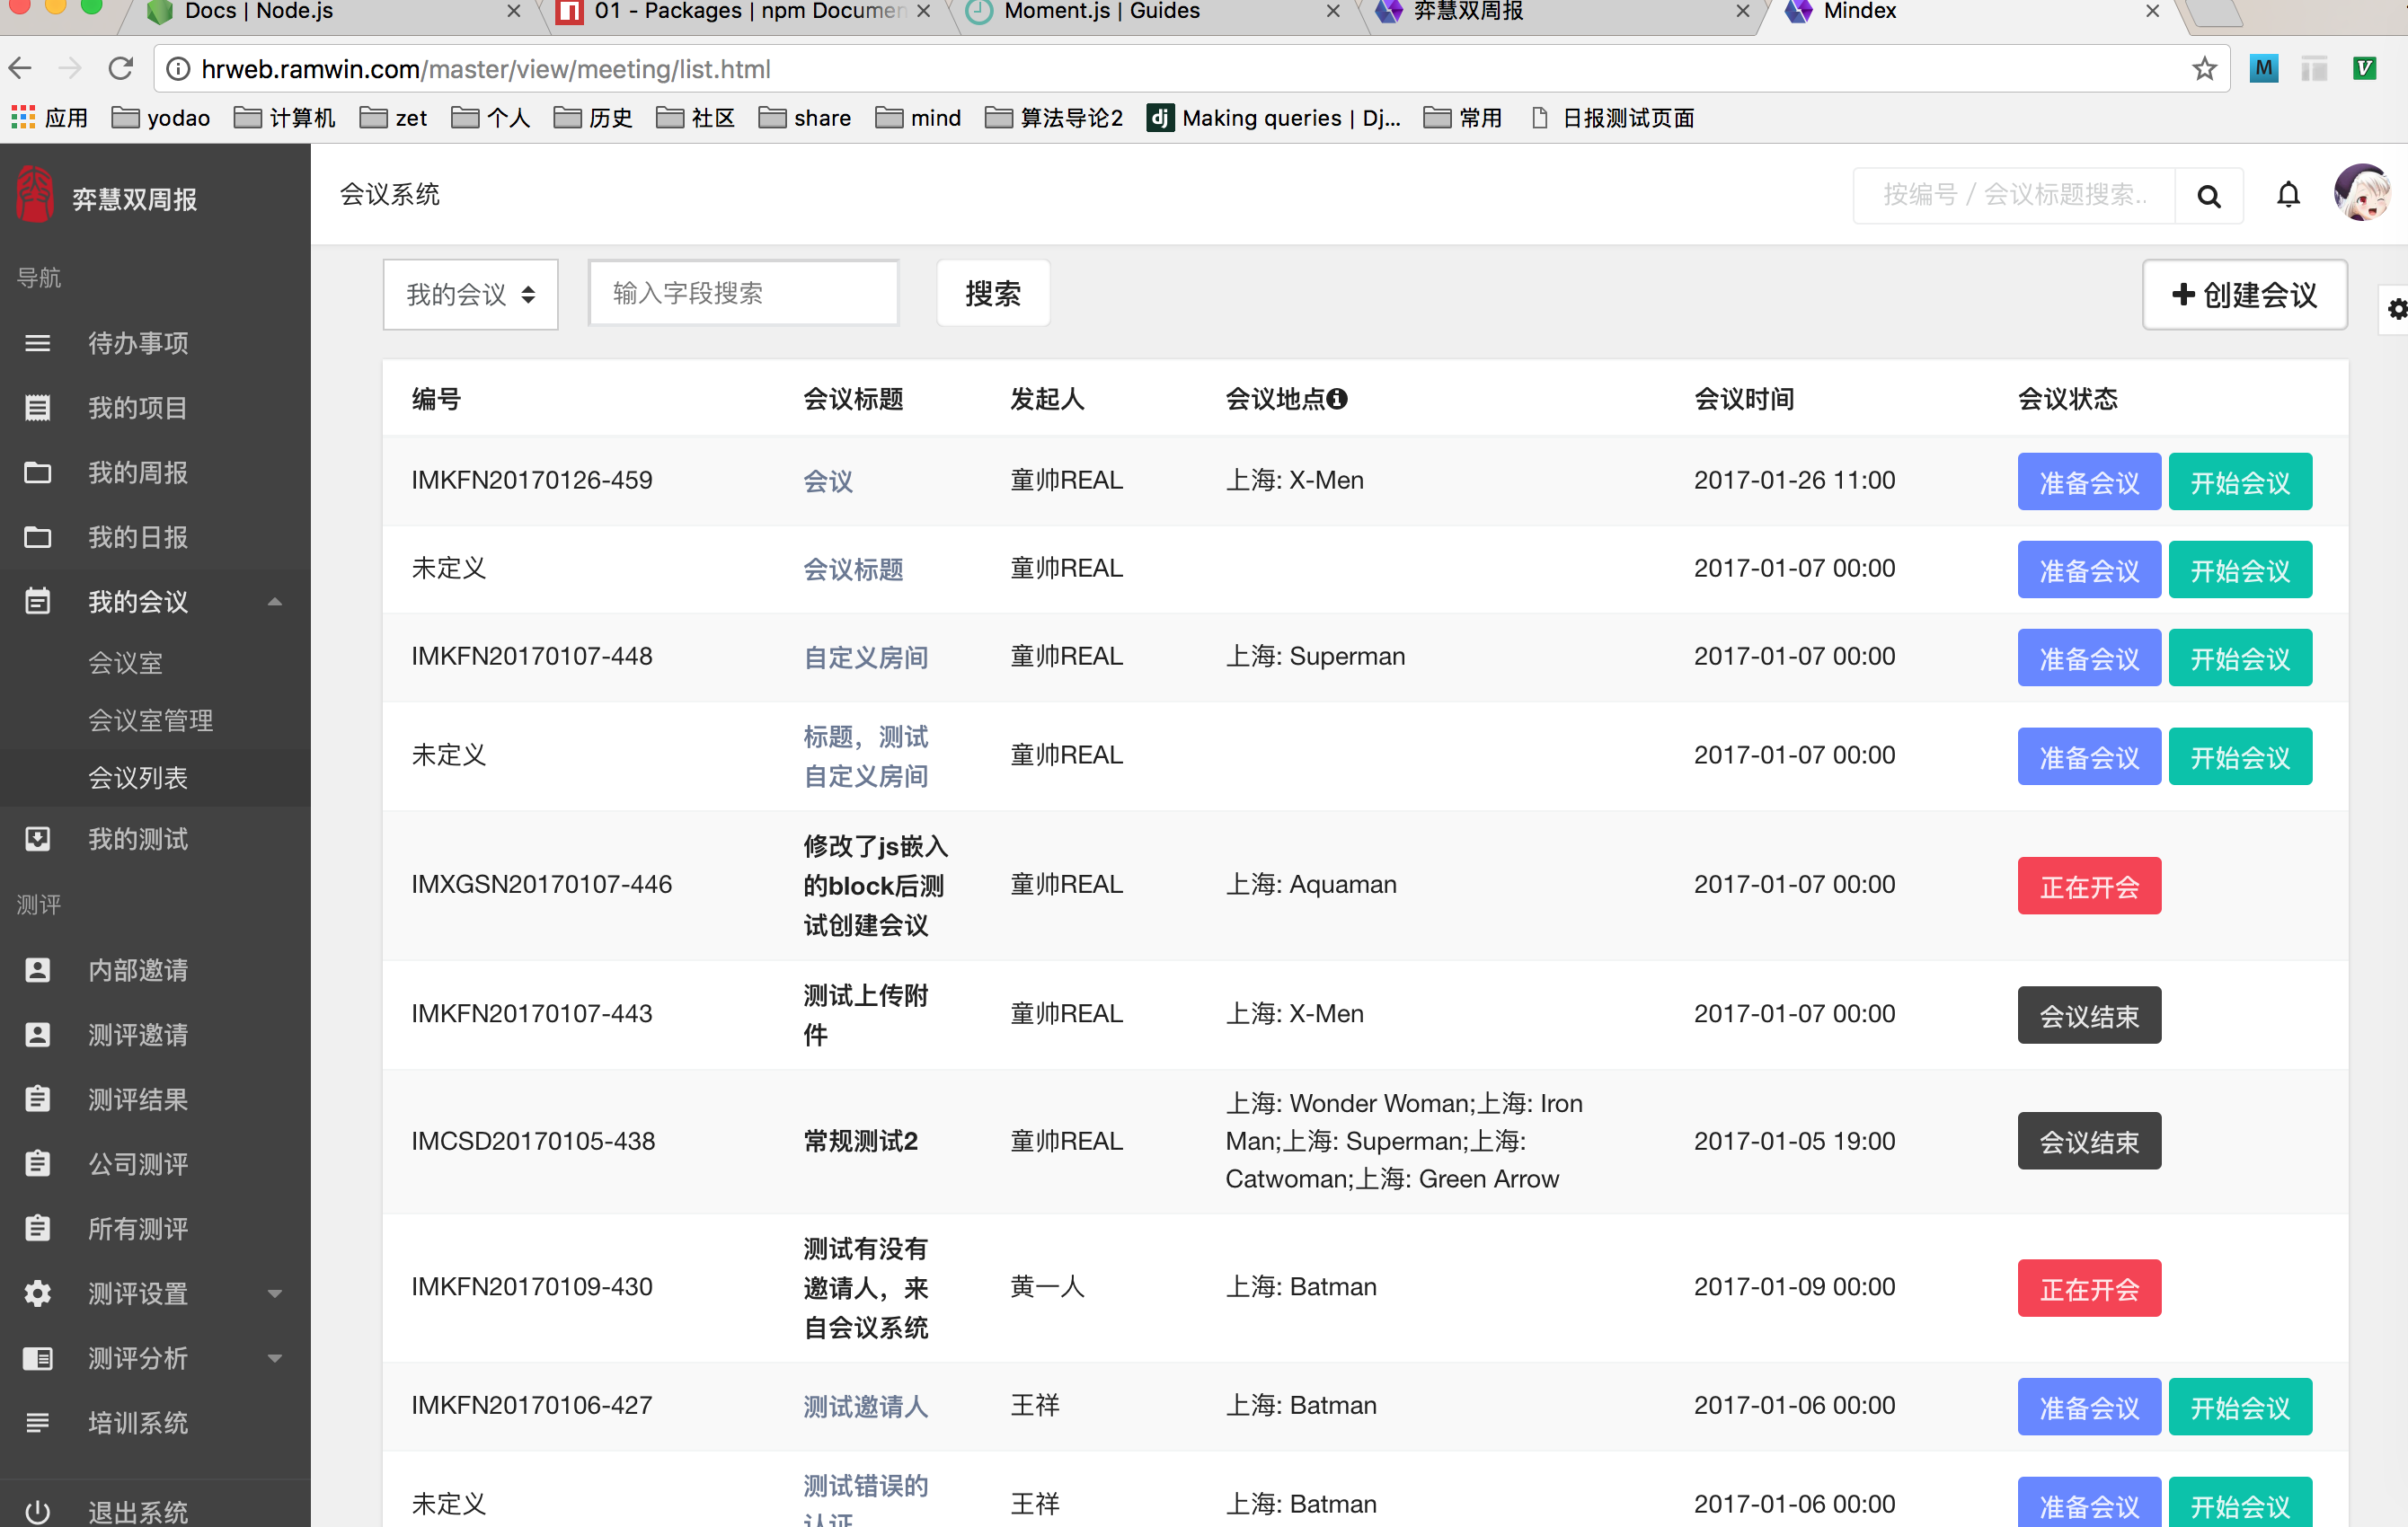 Docs | Node.js
01 - Packages | npm Documen
Moment.js | Guides
弈慧双周报
Mindex
hrweb.ramwin.com/master/view/meeting/list.html
M
V
应用
yodao
计算机
zet
个人
历史
社区
share
mind
算法导论2
dj
Making queries | Dj...
常用
日报测试页面
弈慧双周报
会议系统
按编号 / 会议标题搜索..
导航
待办事项
我的项目
我的周报
我的日报
我的会议
会议室
会议室管理
会议列表
我的测试
测评
内部邀请
测评邀请
测评结果
公司测评
所有测评
测评设置
测评分析
培训系统
退出系统
我的会议
输入字段搜索
搜索
创建会议
编号 会议标题 发起人 会议地点 会议时间 会议状态
IMKFN20170126-459 会议 童帅REAL 上海: X-Men 2017-01-26 11:00 准备会议 开始会议
未定义 会议标题 童帅REAL 2017-01-07 00:00 准备会议 开始会议
IMKFN20170107-448 自定义房间 童帅REAL 上海: Superman 2017-01-07 00:00 准备会议 开始会议
未定义
标题，测试
自定义房间
童帅REAL 2017-01-07 00:00 准备会议 开始会议
IMXGSN20170107-446
修改了js嵌入
的block后测
试创建会议
童帅REAL 上海: Aquaman 2017-01-07 00:00 正在开会
IMKFN20170107-443
测试上传附
件
童帅REAL 上海: X-Men 2017-01-07 00:00 会议结束
IMCSD20170105-438 常规测试2 童帅REAL
上海: Wonder Woman;上海: Iron
Man;上海: Superman;上海:
Catwoman;上海: Green Arrow
2017-01-05 19:00 会议结束
IMKFN20170109-430
测试有没有
邀请人，来
自会议系统
黄一人 上海: Batman 2017-01-09 00:00 正在开会
IMKFN20170106-427 测试邀请人 王祥 上海: Batman 2017-01-06 00:00 准备会议 开始会议
未定义
测试错误的
认证
王祥 上海: Batman 2017-01-06 00:00 准备会议 开始会议